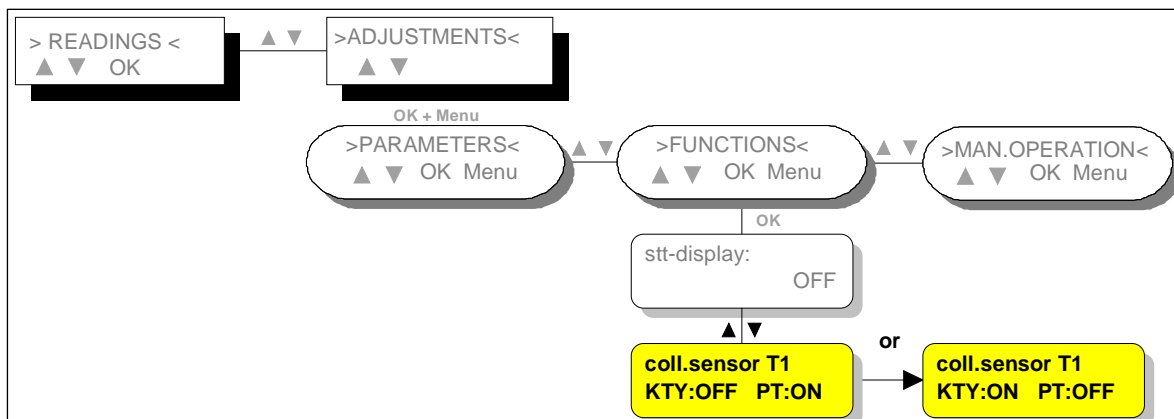 > READINGS <
▲ ▼ OK
▲ ▼
>ADJUSTMENTS<
▲ ▼
OK + Menu
>PARAMETERS<
▲ ▼ OK Menu
▲ ▼
>FUNCTIONS<
▲ ▼ OK Menu
▲ ▼
>MAN.OPERATION<
▲ ▼ OK Menu
OK
stt-display:
OFF
▲ ▼
coll.sensor T1
KTY:OFF PT:ON
or
coll.sensor T1
KTY:ON PT:OFF